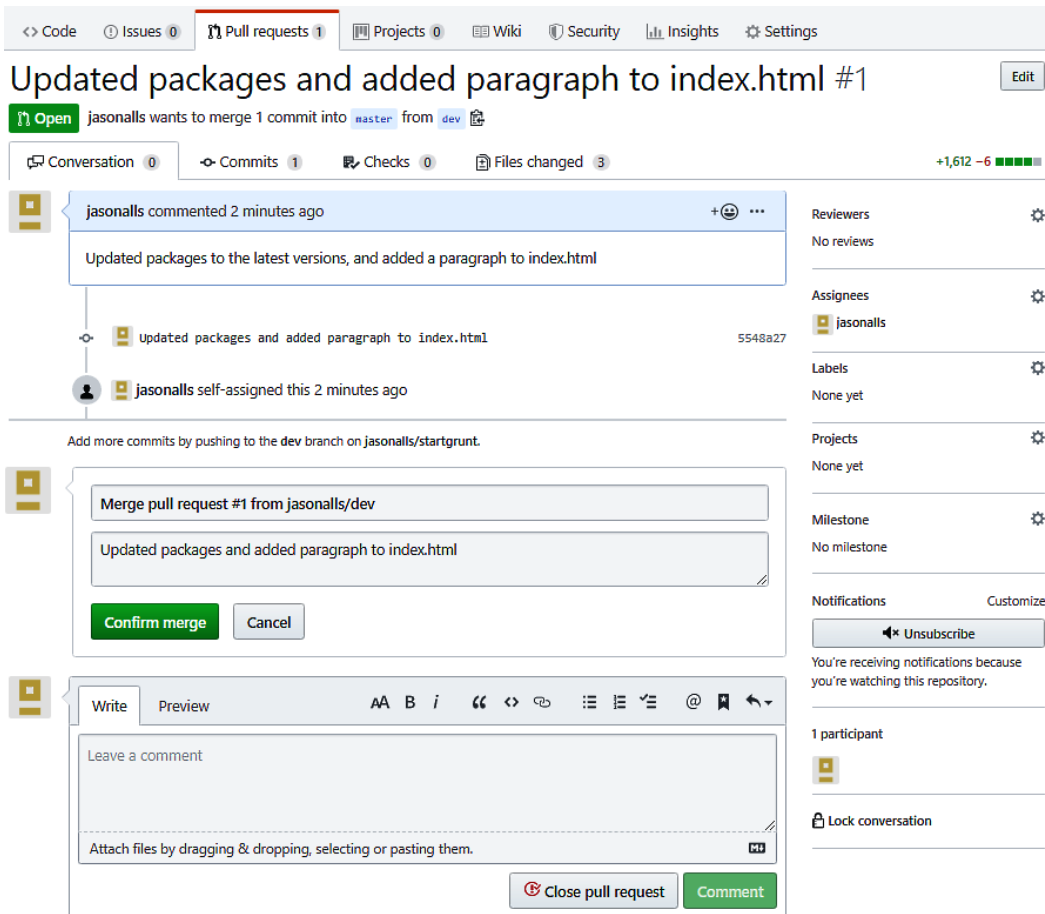 <> Code Issues 0 Pull requests 1 Projects 0 Wiki Security Insights Settings
Updated packages and added paragraph to index.html #1 Edit
Open jasonalls wants to merge 1 commit into master from dev
Conversation 0 Commits 1 Checks 0 Files changed 3 +1,612 −6
jasonalls commented 2 minutes ago
Updated packages to the latest versions, and added a paragraph to index.html
Updated packages and added paragraph to index.html 5548a27
jasonalls self-assigned this 2 minutes ago
Add more commits by pushing to the dev branch on jasonalls/startgrunt.
Merge pull request #1 from jasonalls/dev
Updated packages and added paragraph to index.html
Confirm merge Cancel
Write Preview AA B i “ <> @
Leave a comment
Attach files by dragging & dropping, selecting or pasting them.
Close pull request Comment
Reviewers
No reviews
Assignees
jasonalls
Labels
None yet
Projects
None yet
Milestone
No milestone
Notifications Customize
Unsubscribe
You're receiving notifications because
you're watching this repository.
1 participant
Lock conversation